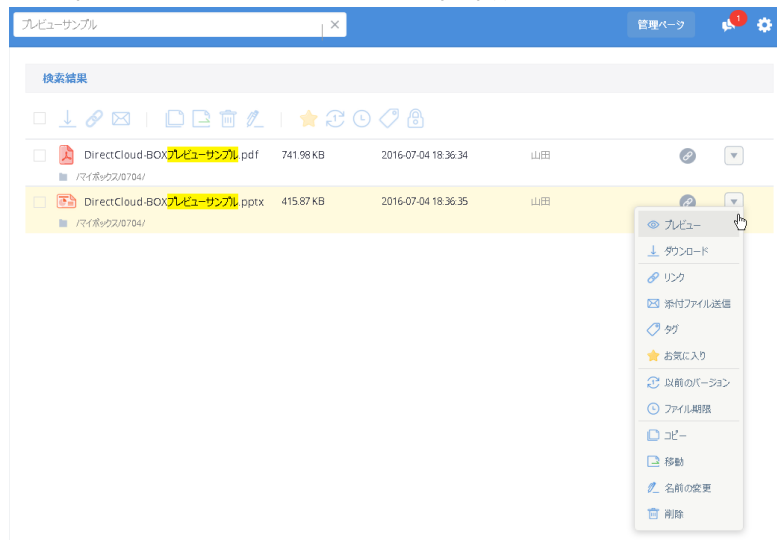 プレビューサンプル
管理ページ
1
検索結果
DirectCloud-BOXプレビューサンプル.pdf 741.98 KB 2016-07-04 18:36:34 山田
/マイボックス/0704/
DirectCloud-BOXプレビューサンプル.pptx 415.87 KB 2016-07-04 18:36:35 山田
/マイボックス/0704/
プレビュー
ダウンロード
リンク
添付ファイル送信
タグ
お気に入り
以前のバージョン
ファイル期限
コピー
移動
名前の変更
削除